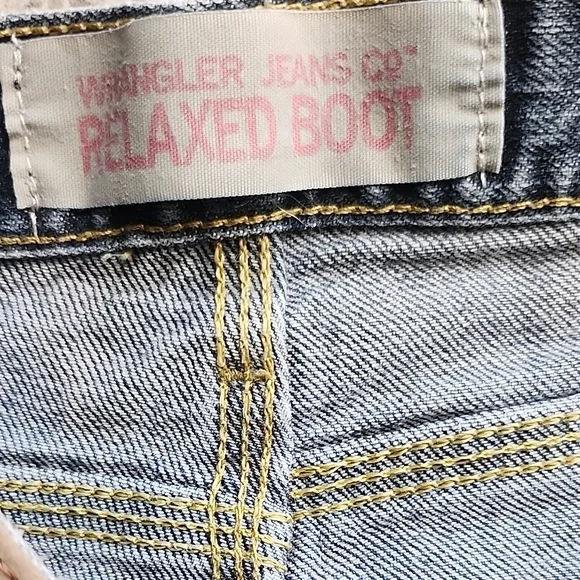 WRANGLER JEANS CO™
RELAXED BOOT